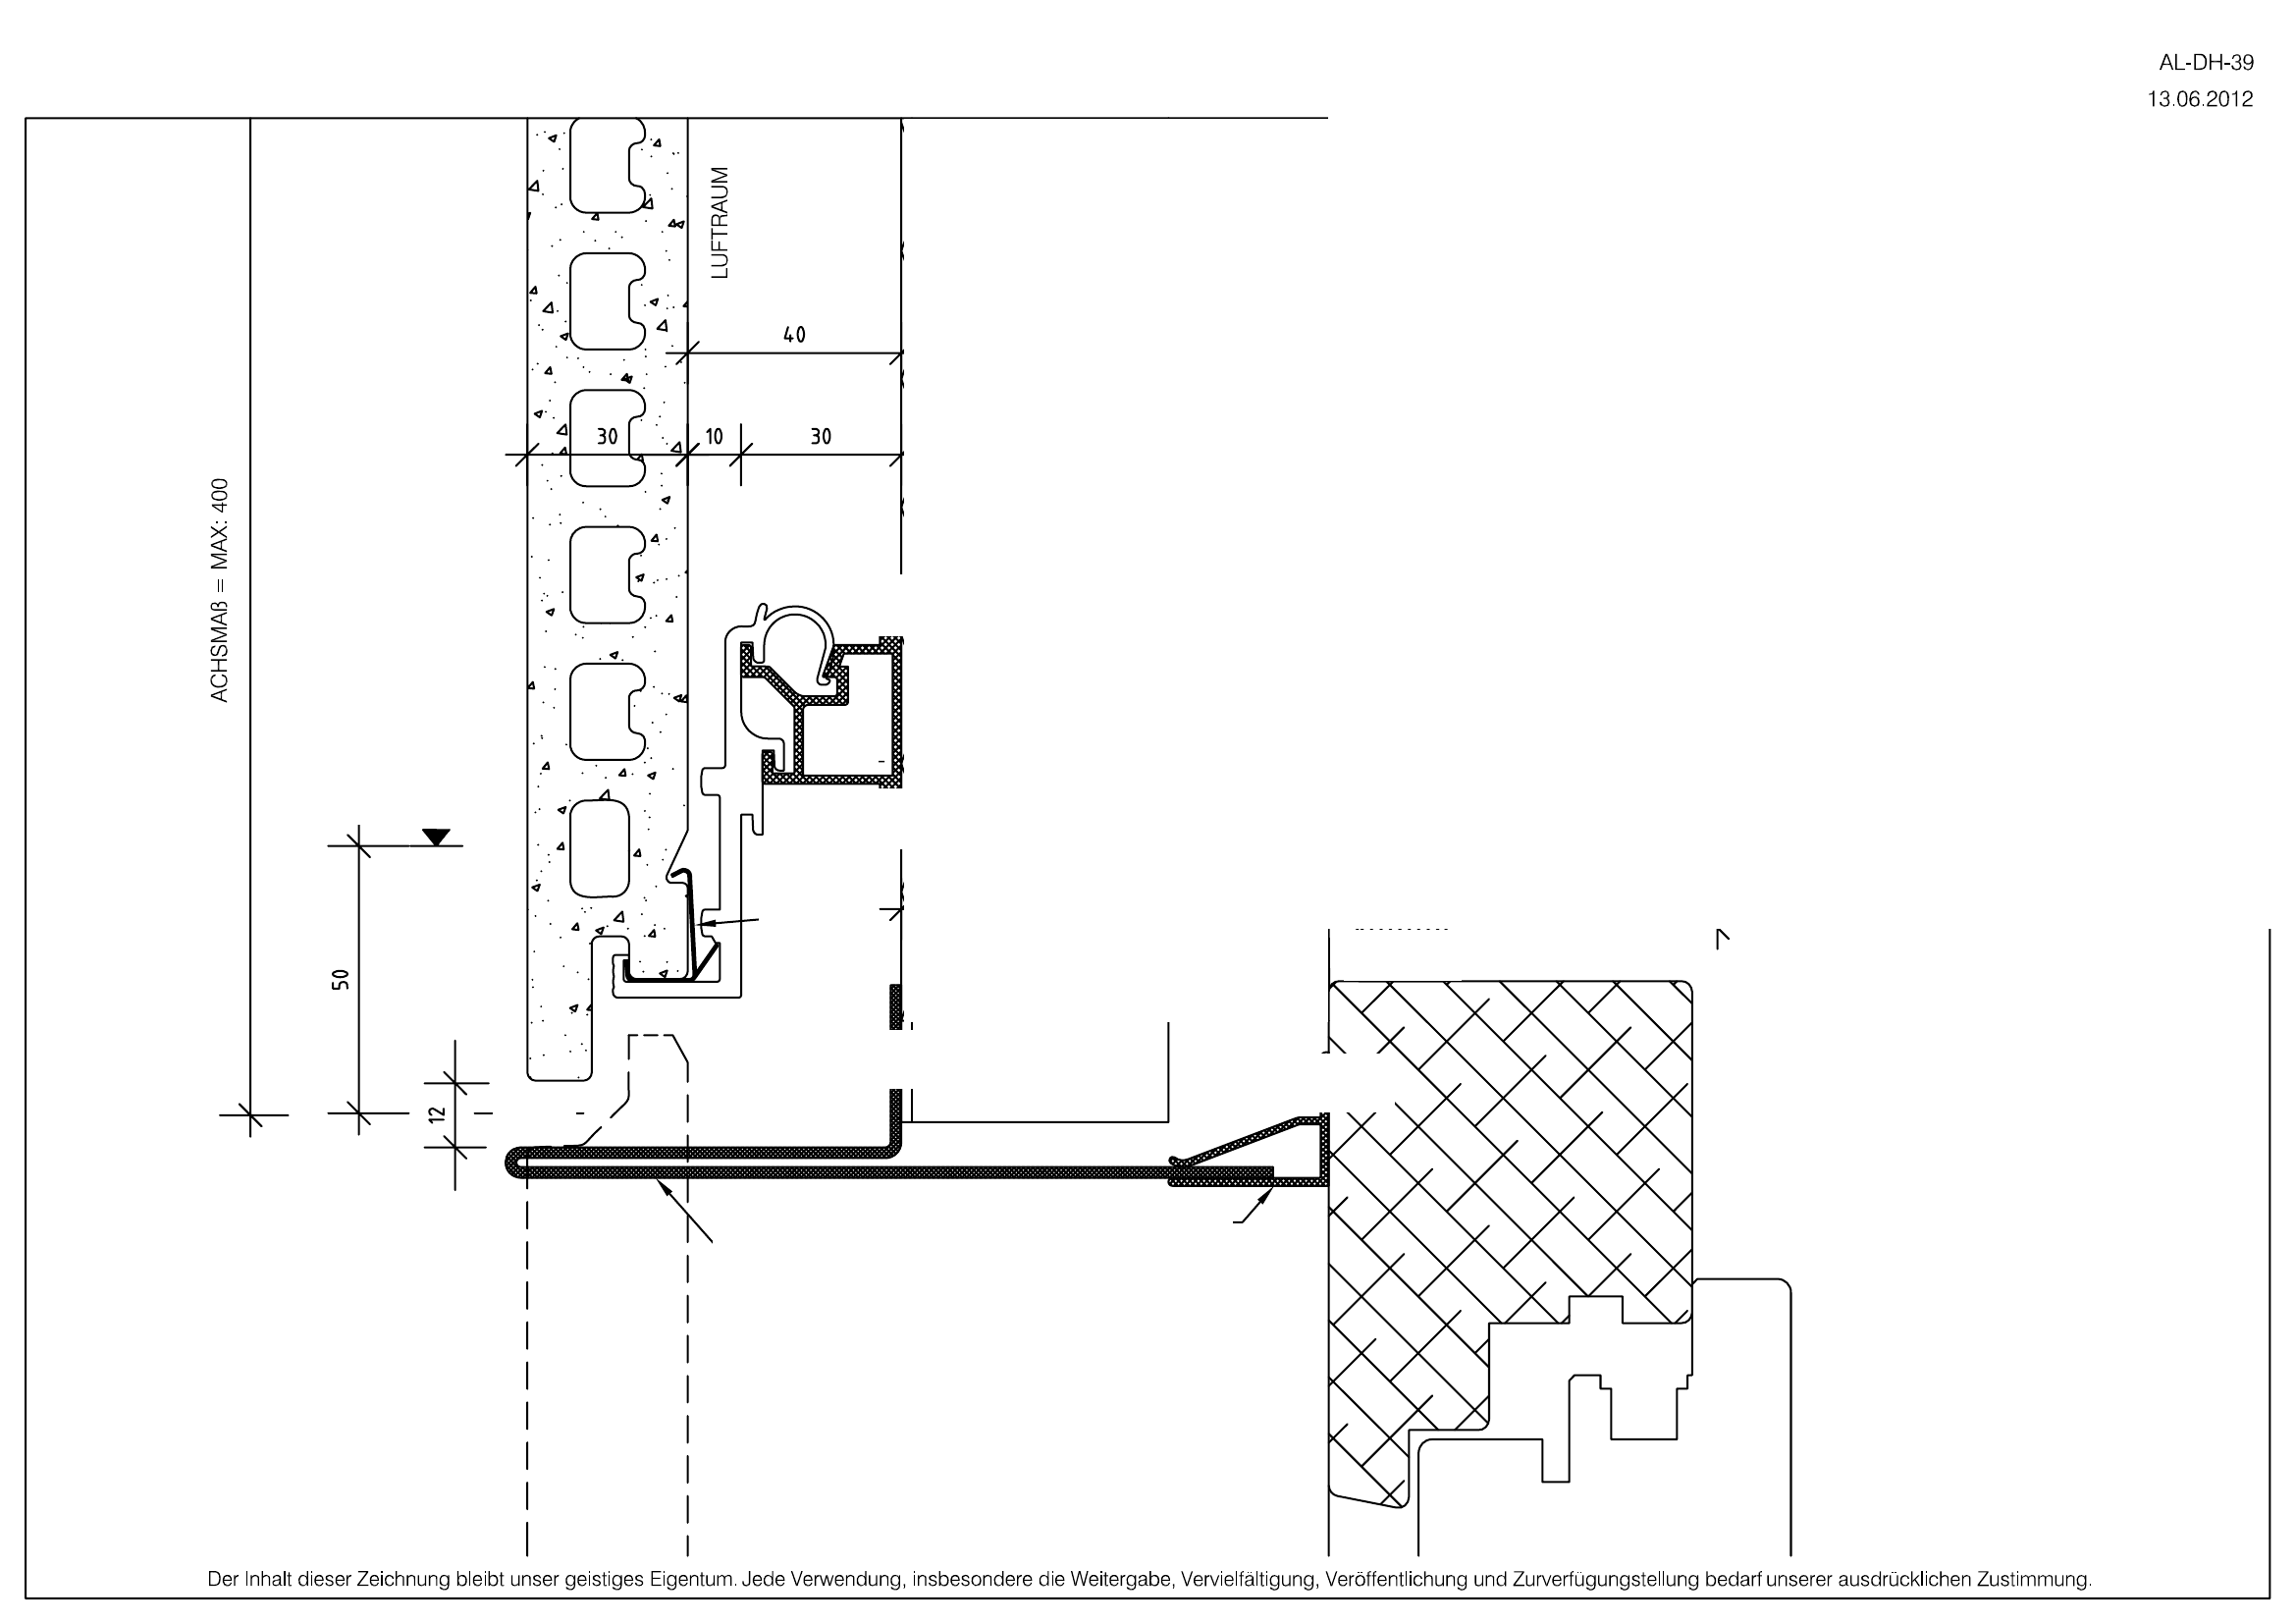 AL-DH-39
13.06.2012
LUFTRAUM
40
30
10
30
ACHSMAß = MAX: 400
50
12
Der Inhalt dieser Zeichnung bleibt unser geistiges Eigentum. Jede Verwendung, insbesondere die Weitergabe, Vervielfältigung, Veröffentlichung und Zurverfügungstellung bedarf unserer ausdrücklichen Zustimmung.